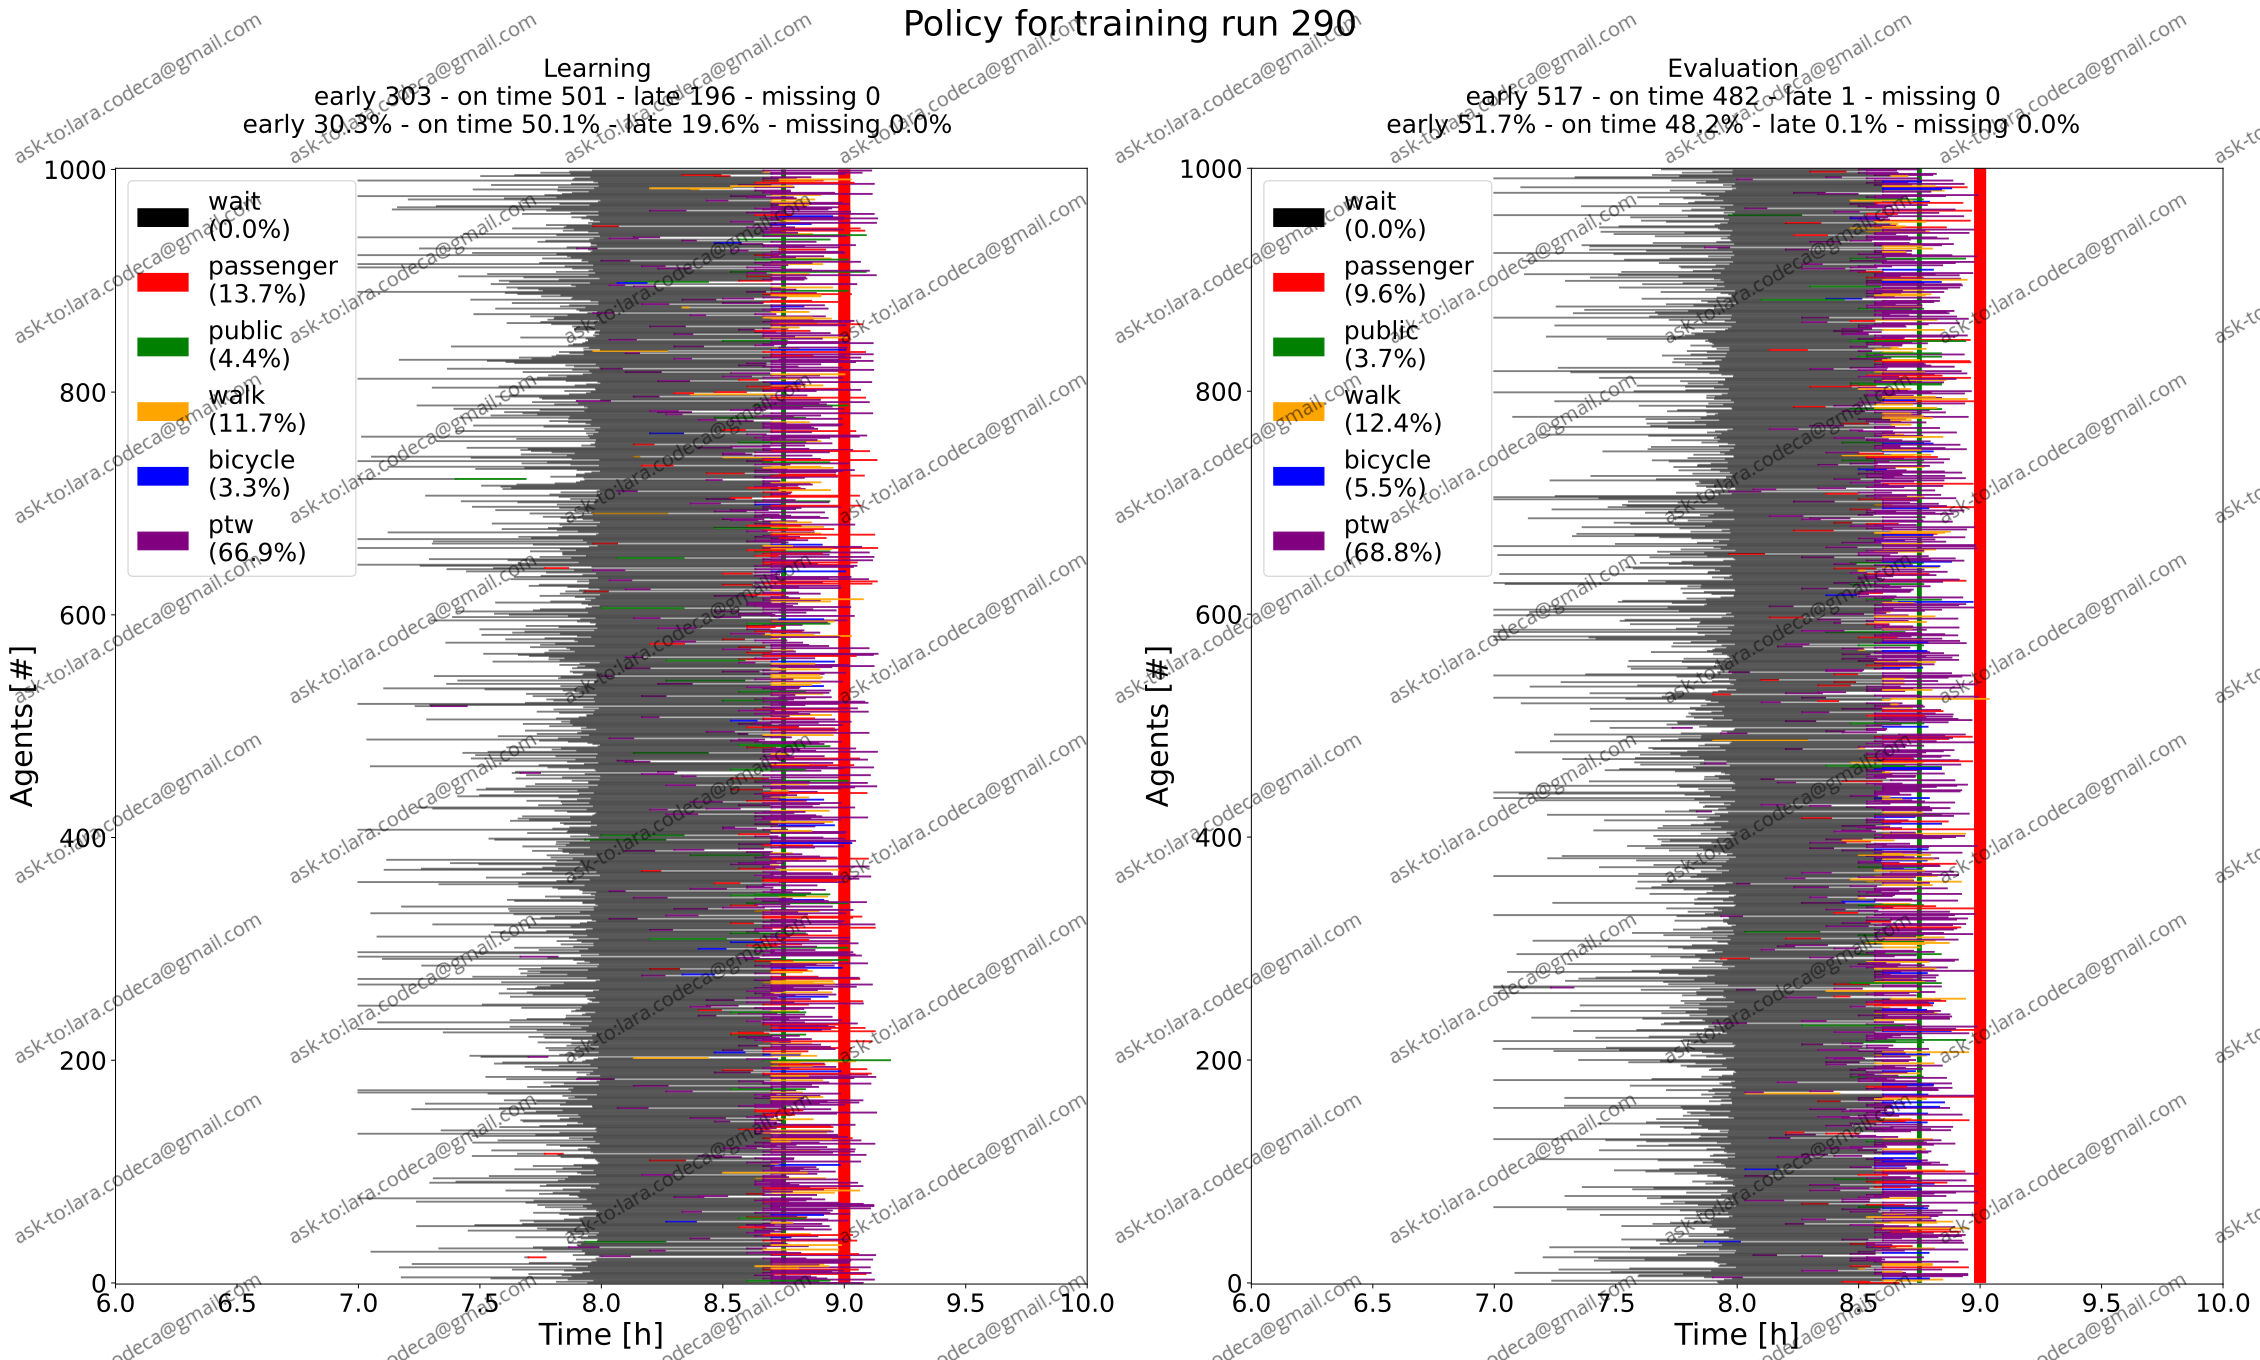 Policy for training run 290
Learning
early 303 - on time 501 - late 196 - missing 0
early 30.3% - on time 50.1% - late 19.6% - missing 0.0%
1000
800
600
400
200
0
Agents [#]
wait
(0.0%)
passenger
(13.7%)
public
(4.4%)
walk
(11.7%)
bicycle
(3.3%)
ptw
(66.9%)
6.0 6.5 7.0 7.5 8.0 8.5 9.0 9.5 10.0
Time [h]
Evaluation
early 517 - on time 482 - late 1 - missing 0
early 51.7% - on time 48.2% - late 0.1% - missing 0.0%
1000
800
600
400
200
0
Agents [#]
wait
(0.0%)
passenger
(9.6%)
public
(3.7%)
walk
(12.4%)
bicycle
(5.5%)
ptw
(68.8%)
6.0 6.5 7.0 7.5 8.0 8.5 9.0 9.5 10.0
Time [h]
ask-to:lara.codeca@gmail.com